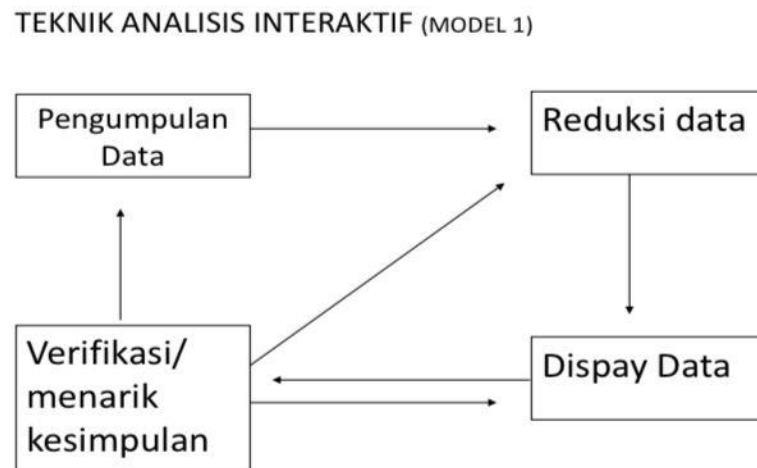 TEKNIK ANALISIS INTERAKTIF (MODEL 1)
Pengumpulan
Data
Reduksi data
Verifikasi/
menarik
kesimpulan
Dispay Data